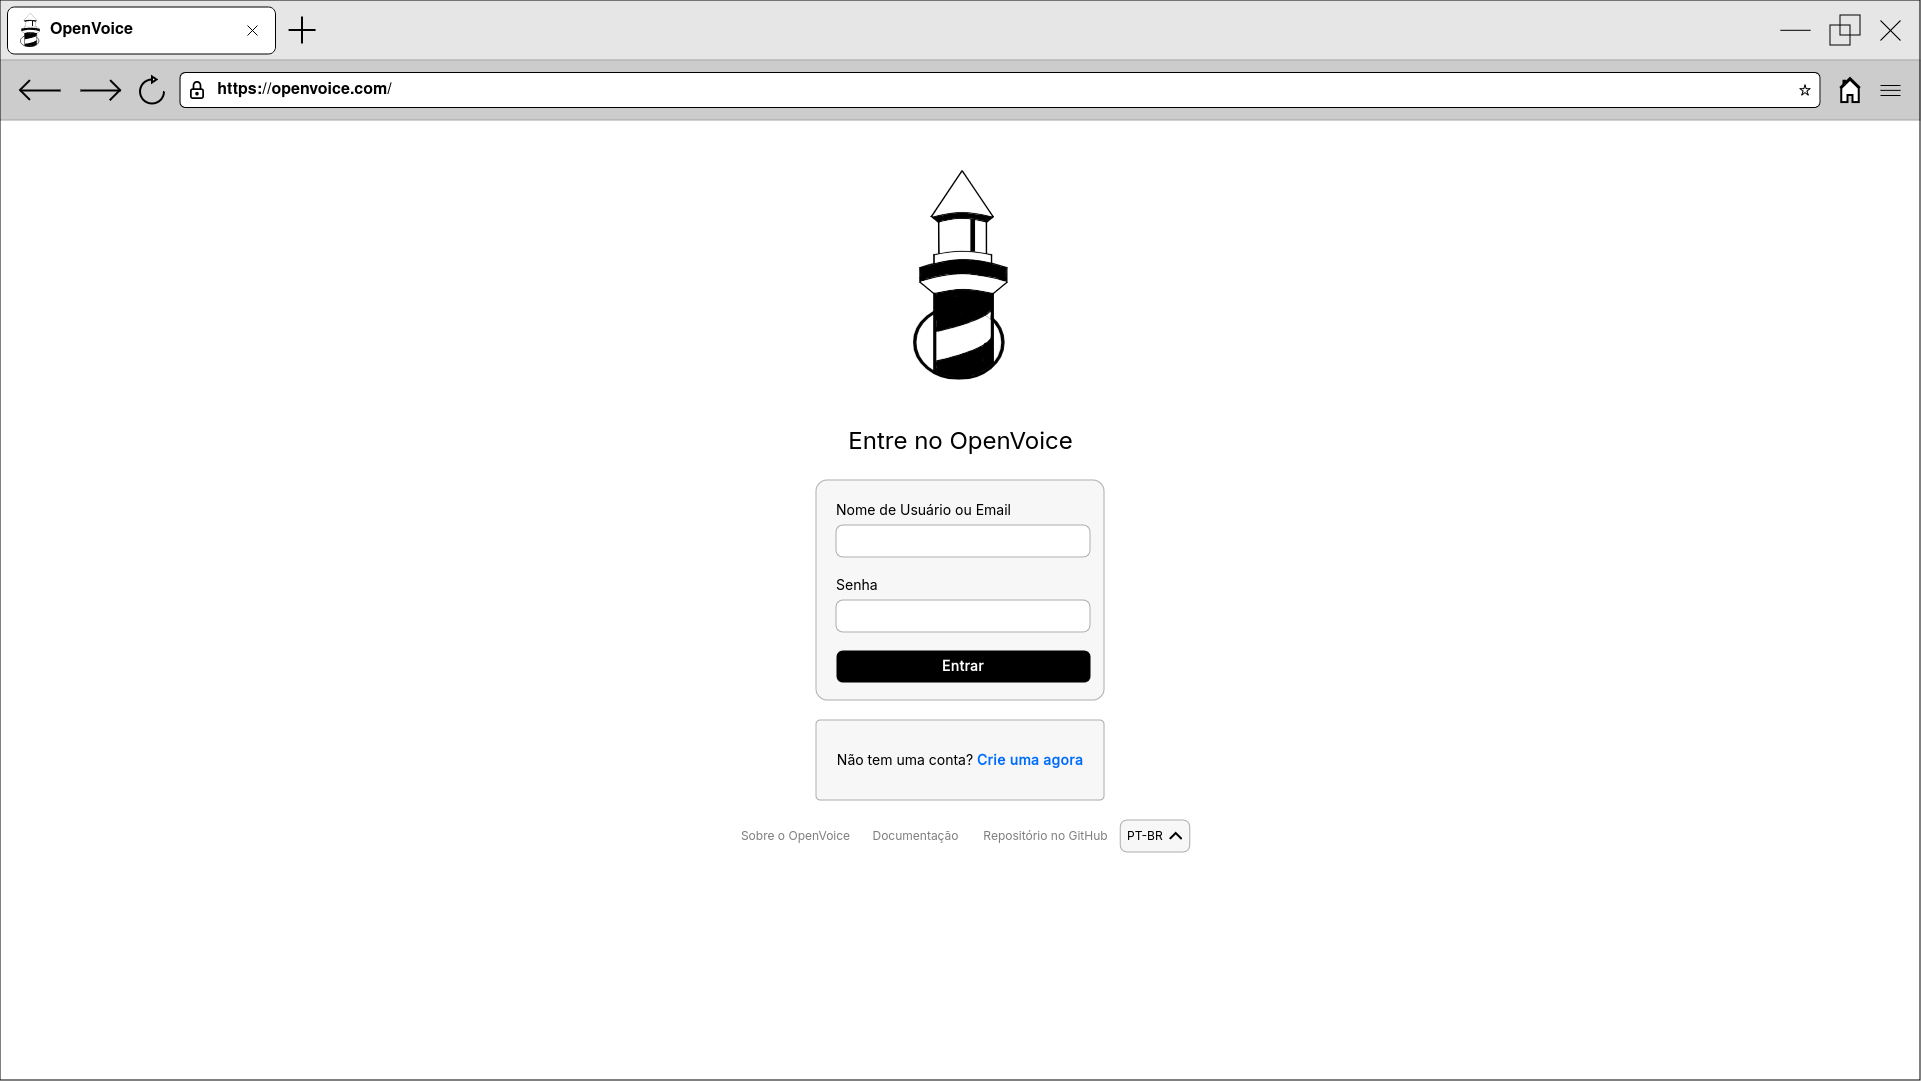 OpenVoice
https://openvoice.com/
Entre no OpenVoice
Nome de Usuário ou Email
Senha
Entrar
Não tem uma conta? Crie uma agora
Sobre o OpenVoice Documentação Repositório no GitHub PT-BR